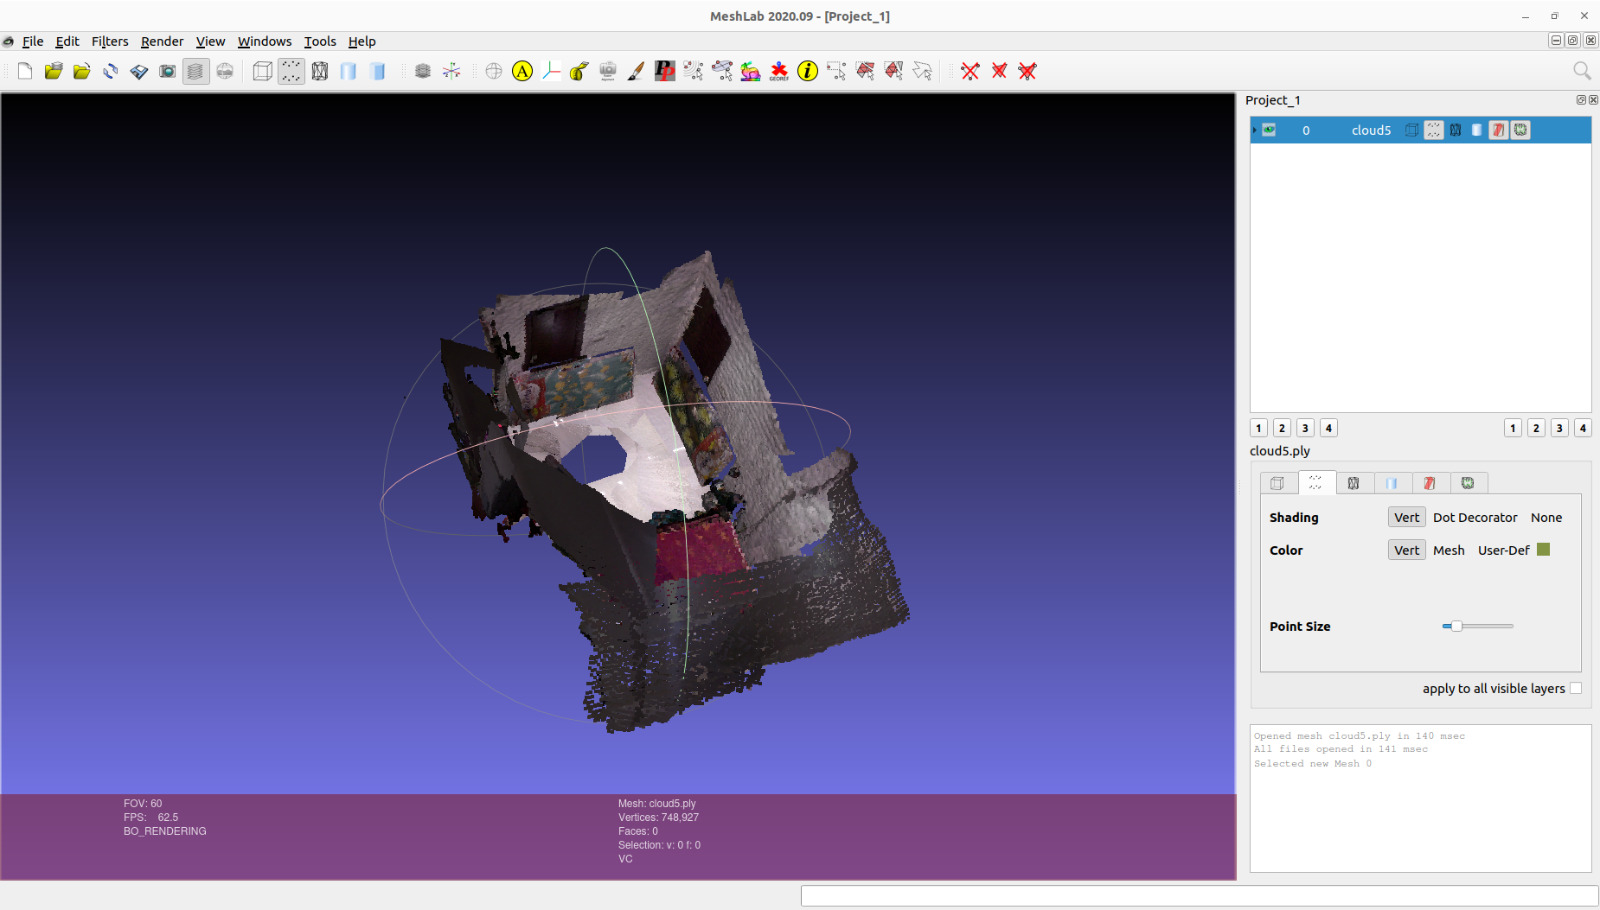 MeshLab 2020.09 - [Project_1]
File Edit Filters Render View Windows Tools Help
A
PP
GEOREF
i
Project_1
0 cloud5
1 2 3 4 1 2 3 4
cloud5.ply
Shading Vert Dot Decorator None
Color Vert Mesh User-Def
Point Size
apply to all visible layers
Opened mesh cloud5.ply in 140 msec
All files opened in 141 msec
Selected new Mesh 0
FOV: 60
FPS: 62.5
BO_RENDERING
Mesh: cloud5.ply
Vertices: 748,927
Faces: 0
Selection: v: 0 f: 0
VC